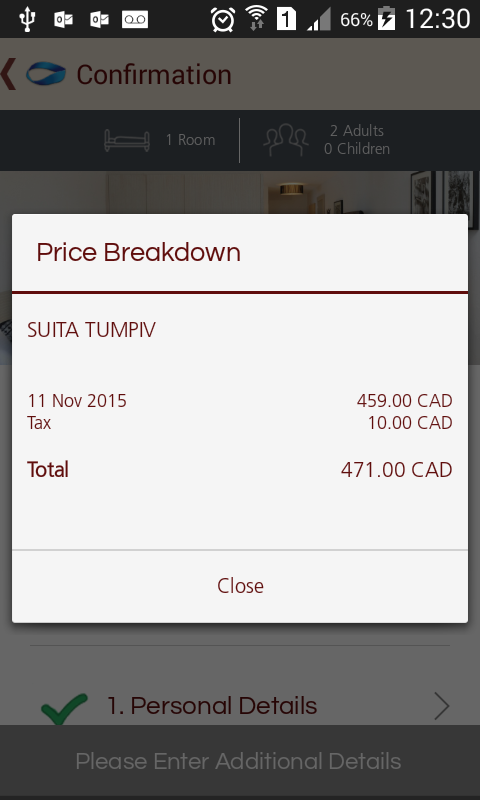 66% 12:30
Confirmation
1 Room
2 Adults
0 Children
Price Breakdown
SUITA TUMPIV
11 Nov 2015 459.00 CAD
Tax 10.00 CAD
Total 471.00 CAD
Close
1. Personal Details
Please Enter Additional Details